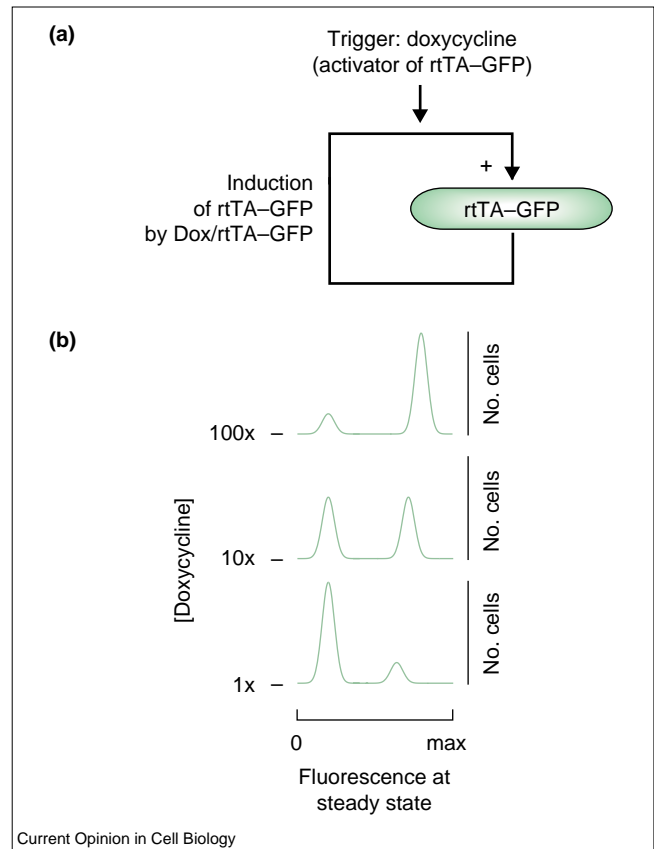 (a)
Trigger: doxycycline
(activator of rtTA–GFP)
+
Induction
of rtTA–GFP
by Dox/rtTA–GFP
rtTA–GFP
(b)
No. cells
100x
No. cells
[Doxycycline]
10x
No. cells
1x
0
max
Fluorescence at
steady state
Current Opinion in Cell Biology